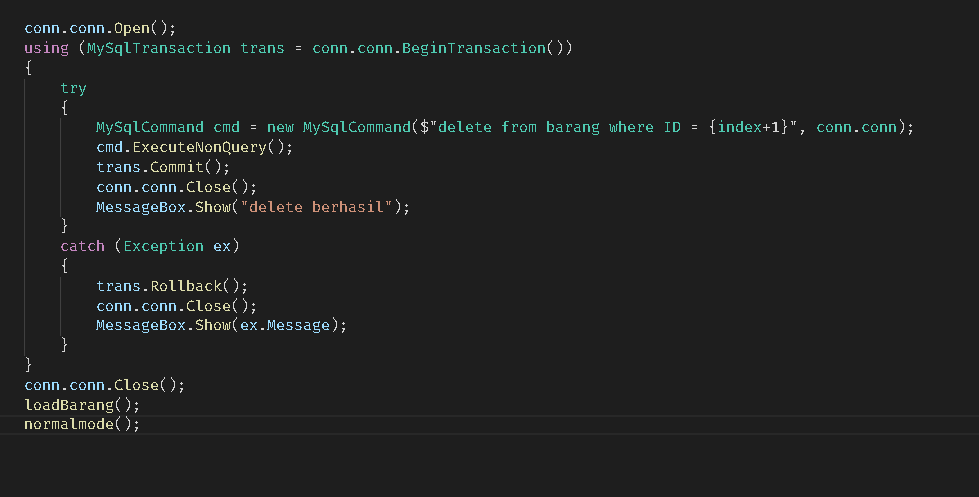 conn.conn.Open();
using (MySqlTransaction trans = conn.conn.BeginTransaction())
{
try
{
MySqlCommand cmd = new MySqlCommand($"delete from barang where ID = {index+1}", conn.conn);
cmd.ExecuteNonQuery();
trans.Commit();
conn.conn.Close();
MessageBox.Show("delete berhasil");
}
catch (Exception ex)
{
trans.Rollback();
conn.conn.Close();
MessageBox.Show(ex.Message);
}
}
conn.conn.Close();
loadBarang();
normalmode();